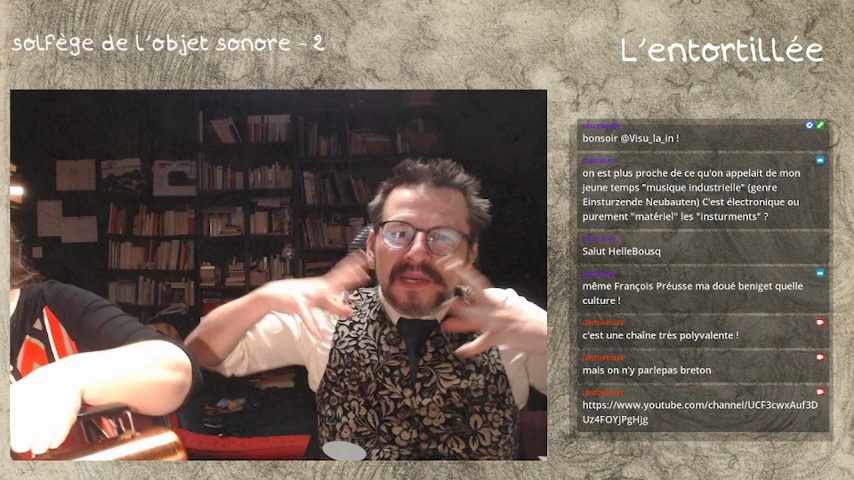 solfège de l'objet sonore - 2
L'entortillée
bonsoir @Visu_la_in !
on est plus proche de ce qu'on appelait de mon
jeune temps "musique industrielle" (genre
Einsturzende Neubauten) C'est électronique ou
purement "matériel" les "insturments" ?
Salut HelleBousq
même François Préusse ma doué beniget quelle
culture !
LENTORTILLEE
c'est une chaîne très polyvalente !
LENTORTILLEE
mais on n'y parlepas breton
LENTORTILLEE
https://www.youtube.com/channel/UCF3cwxAuf3D
Uz4FOYjPgHjg